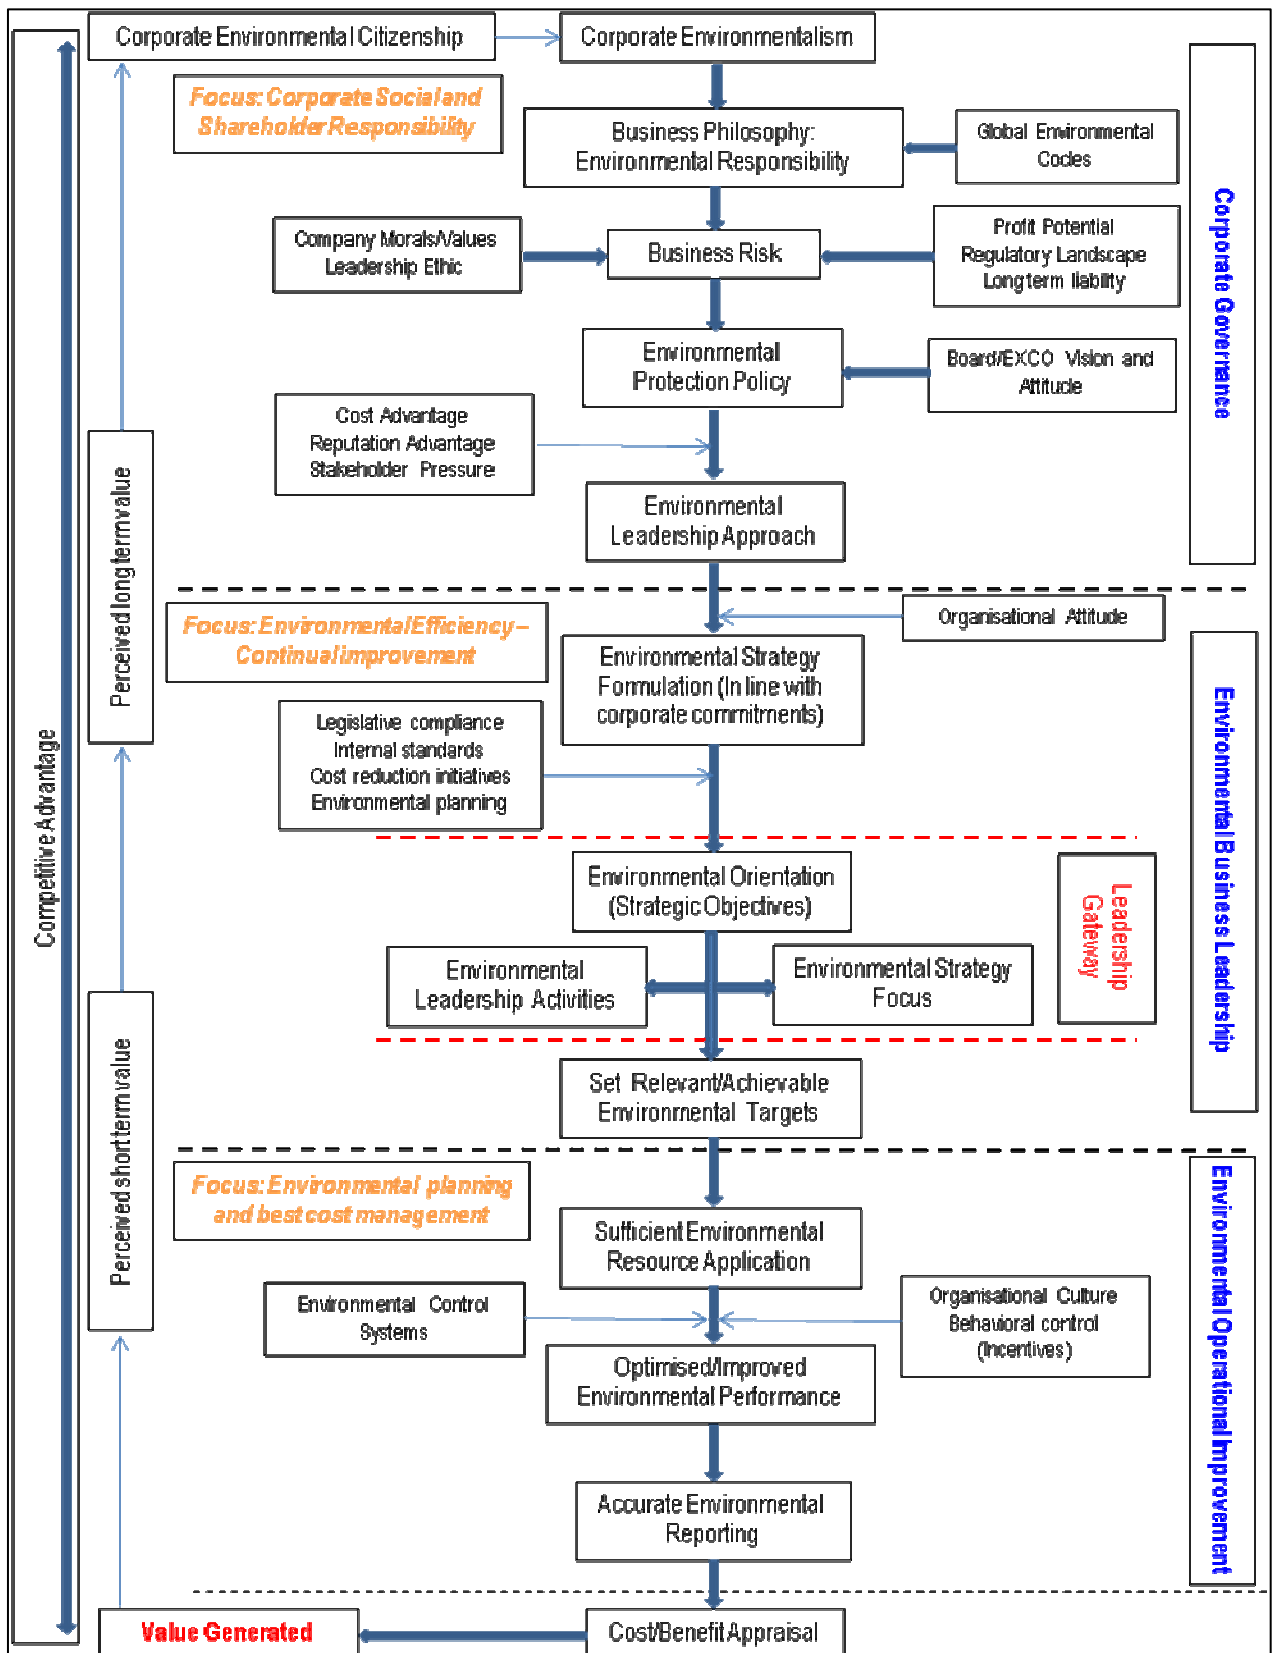 Corporate Environmental Citizenship
Corporate Environmentalism
Focus: Corporate Social and
Shareholder Responsibility
Business Philosophy:
Environmental Responsibility
Global Environmental
Codes
Company Morals/Values
Leadership Ethic
Business Risk
Profit Potential
Regulatory Landscape
Long term liability
Environmental
Protection Policy
Board/EXCO Vision and
Attitude
Cost Advantage
Reputation Advantage
Stakeholder Pressure
Environmental
Leadership Approach
Corporate Governance
Organisational Attitude
Focus: Environmental Efficiency –
Continual improvement
Environmental Strategy
Formulation (In line with
corporate commitments)
Legislative compliance
Internal standards
Cost reduction initiatives
Environmental planning
Environmental Orientation
(Strategic Objectives)
Leadership
Gateway
Environmental
Leadership Activities
Environmental Strategy
Focus
Set Relevant/Achievable
Environmental Targets
Environmental Business Leadership
Focus: Environmental planning
and best cost management
Sufficient Environmental
Resource Application
Environmental Control
Systems
Organisational Culture
Behavioral control
(Incentives)
Optimised/Improved
Environmental Performance
Accurate Environmental
Reporting
Environmental Operational Improvement
Cost/Benefit Appraisal
Value Generated
Perceived short term value
Perceived long term value
Competitive Advantage